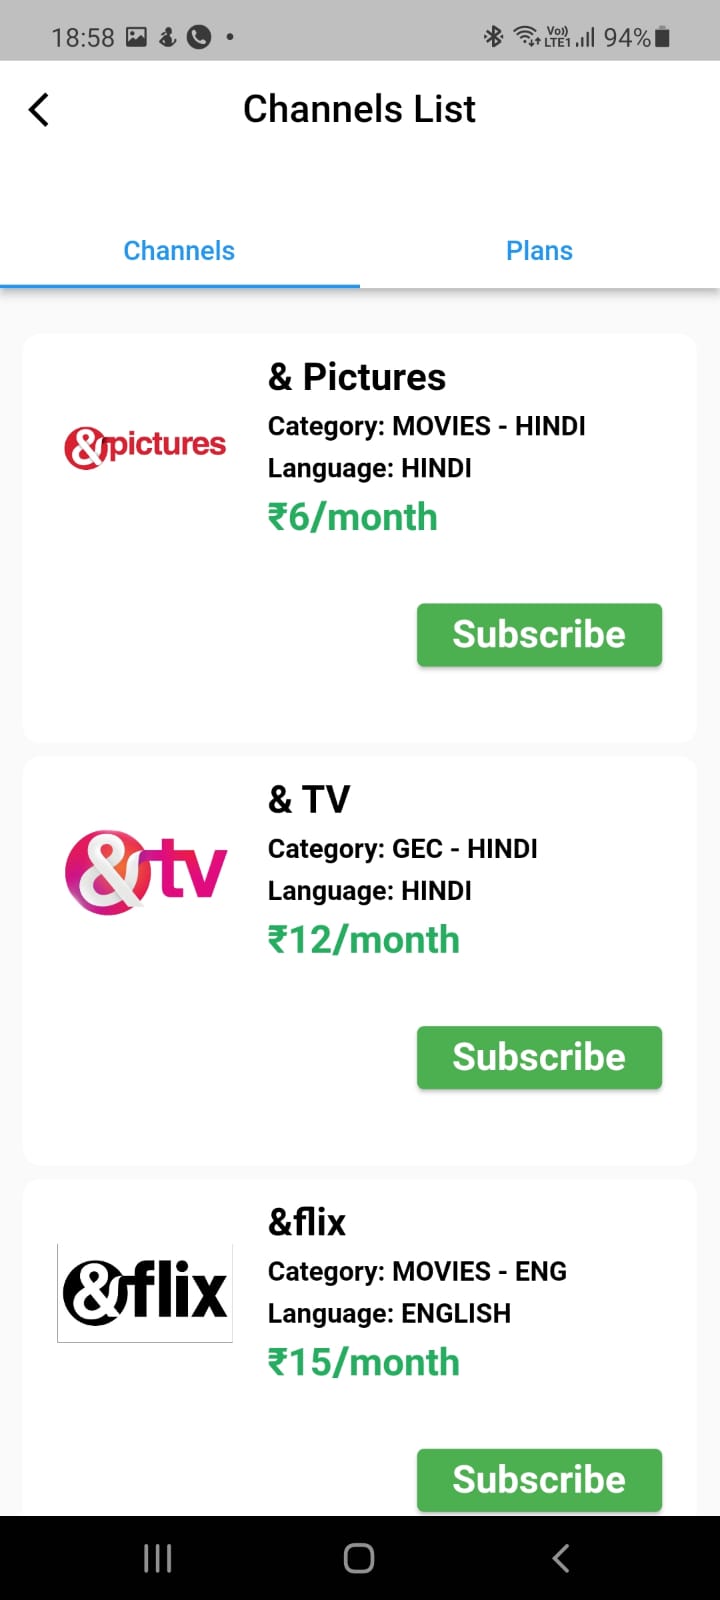 18:58
Vo))
LTE1
94%
Channels List
Channels
Plans
& Pictures
&pictures
Category: MOVIES - HINDI
Language: HINDI
₹6/month
Subscribe
& TV
&tv
Category: GEC - HINDI
Language: HINDI
₹12/month
Subscribe
&flix
&flix
Category: MOVIES - ENG
Language: ENGLISH
₹15/month
Subscribe